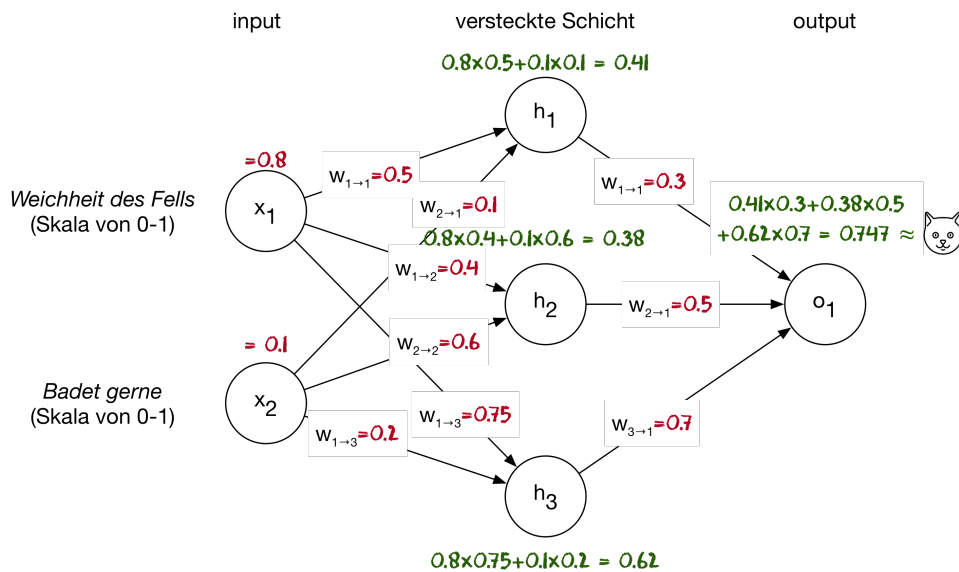 input
versteckte Schicht
output
0.8×0.5+0.1×0.1 = 0.41
h1
=0.8
w1→1=0.5
w1→1=0.3
Weichheit des Fells
(Skala von 0-1)
x1
w2→1=0.1
0.41×0.3+0.38×0.5
+0.62×0.7 = 0.747 ≈
0.8×0.4+0.1×0.6 = 0.38
w1→2=0.4
h2
w2→1=0.5
o1
= 0.1
w2→2=0.6
Badet gerne
(Skala von 0-1)
x2
w1→3=0.75
w1→3=0.2
w3→1=0.7
h3
0.8×0.75+0.1×0.2 = 0.62